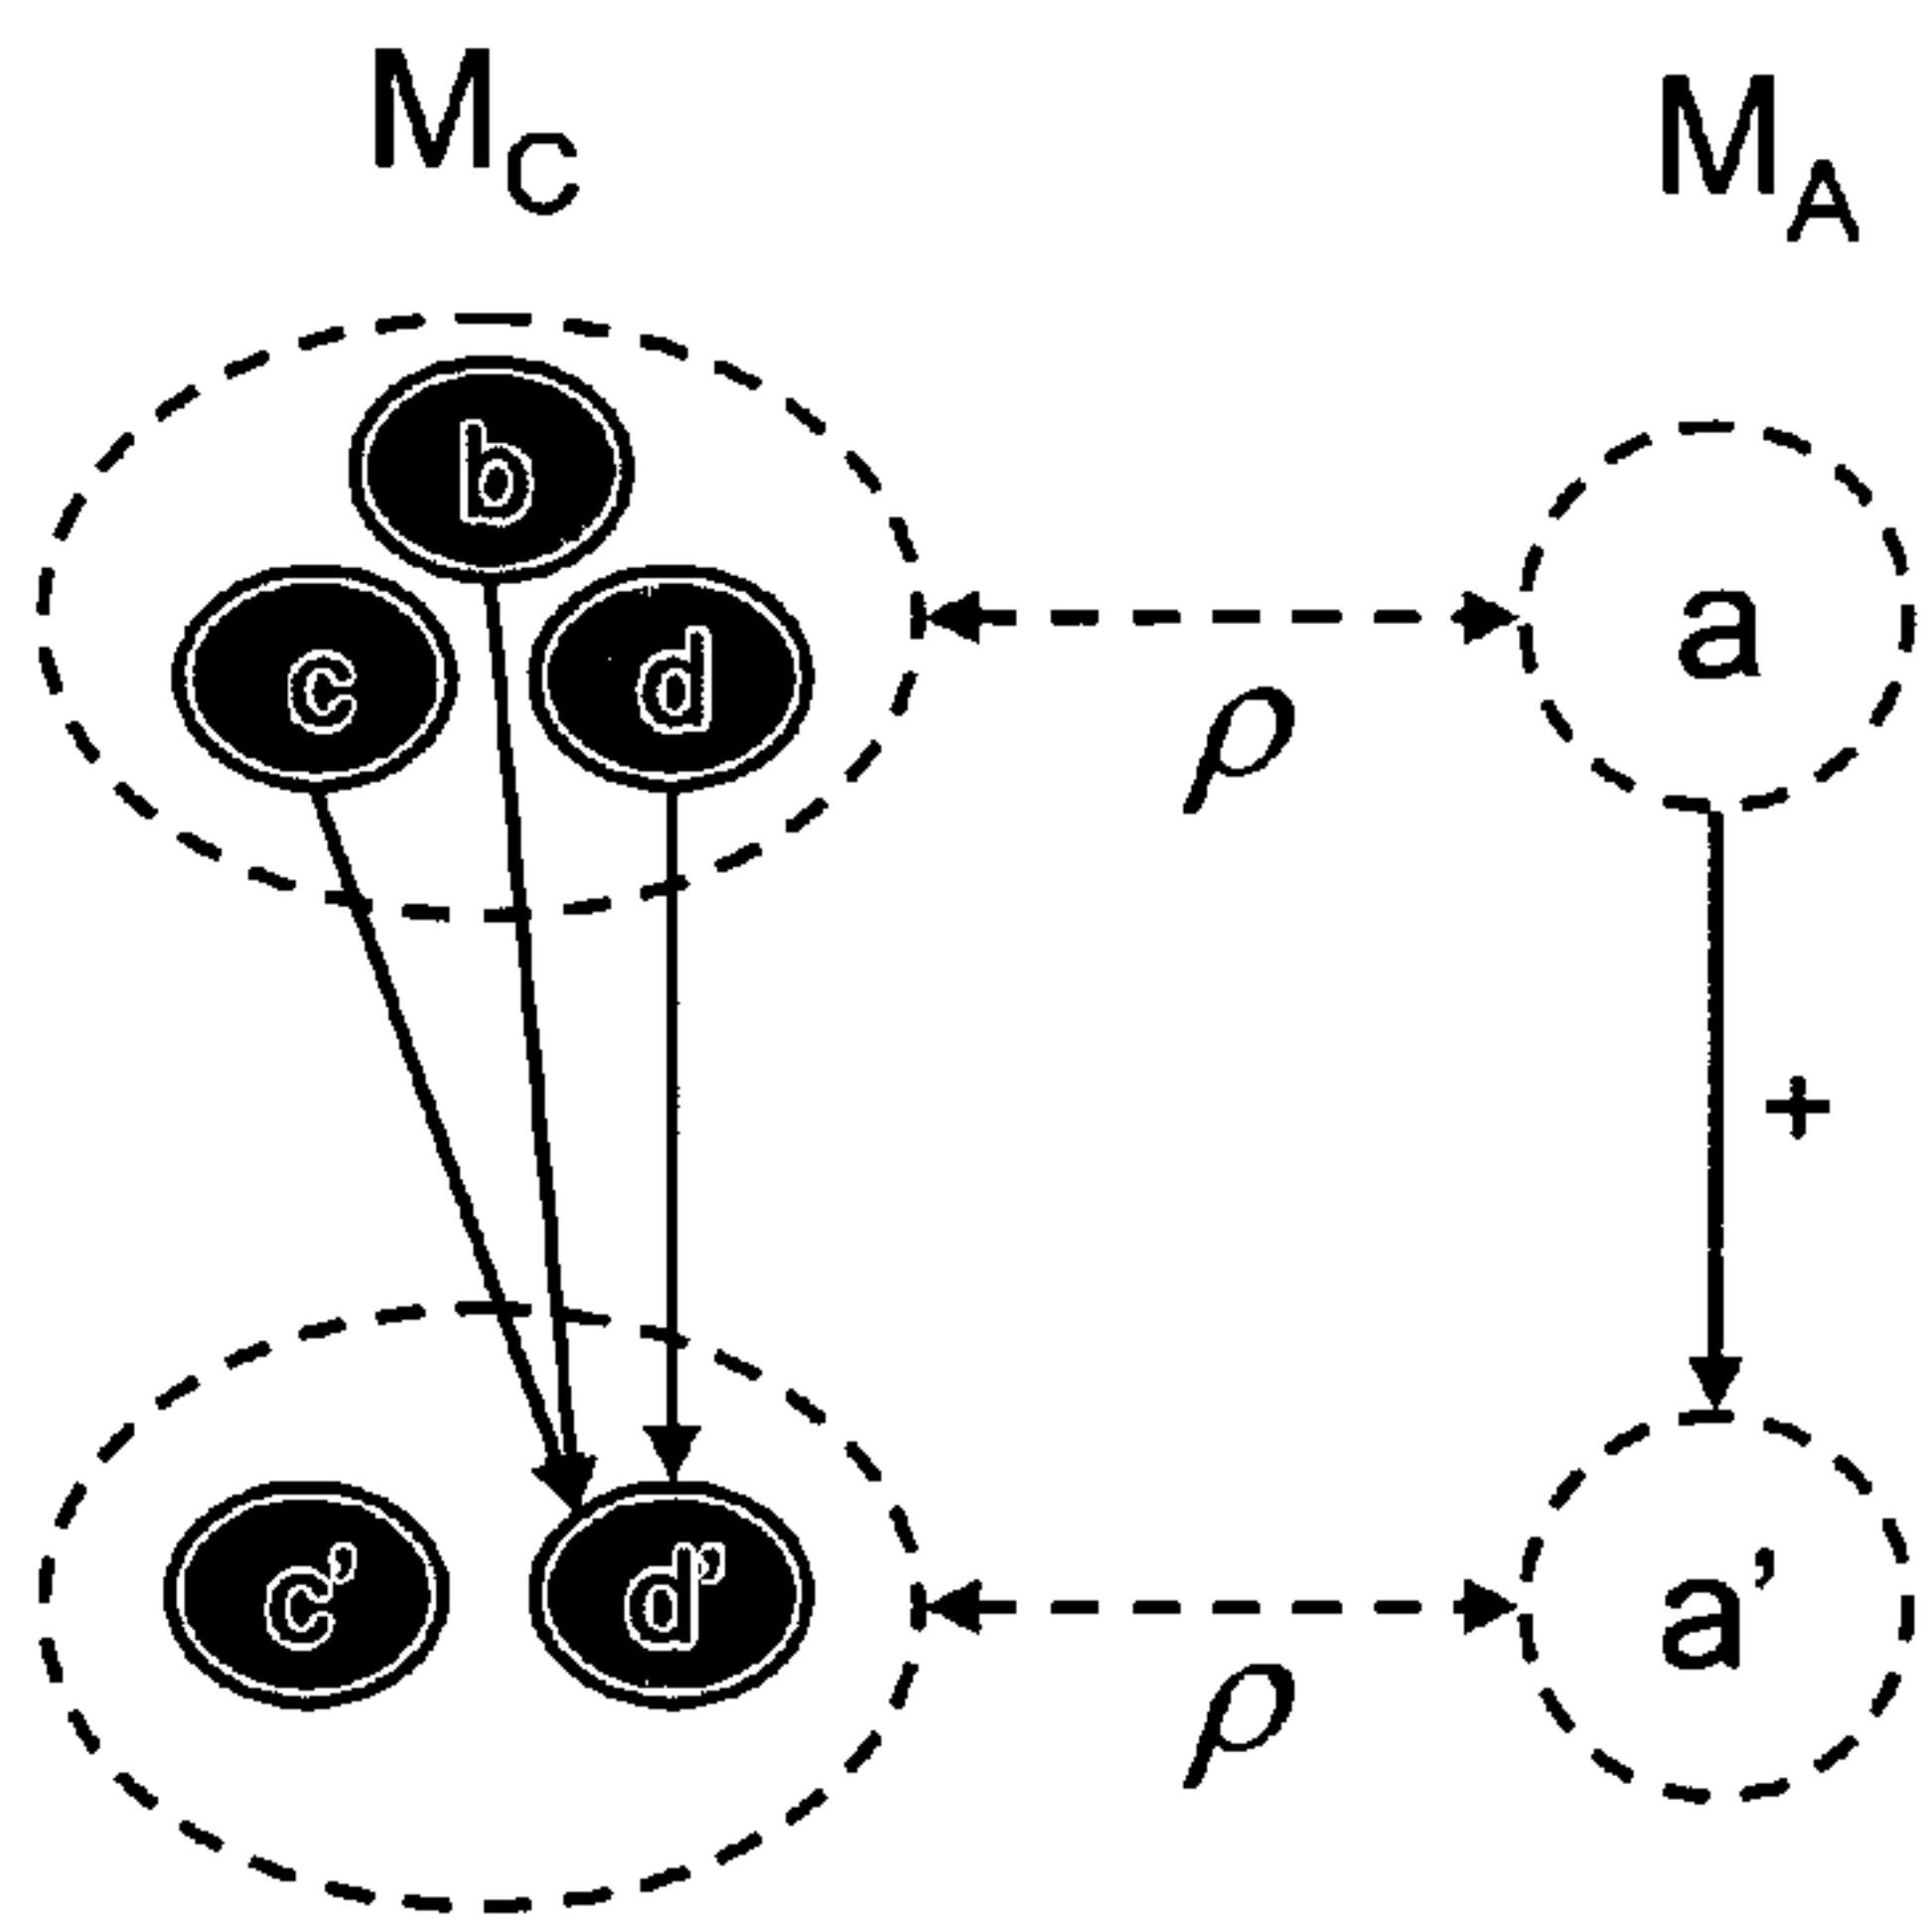 M_C M_A
b
c d a
ρ
+
c’ d’ a’
ρ